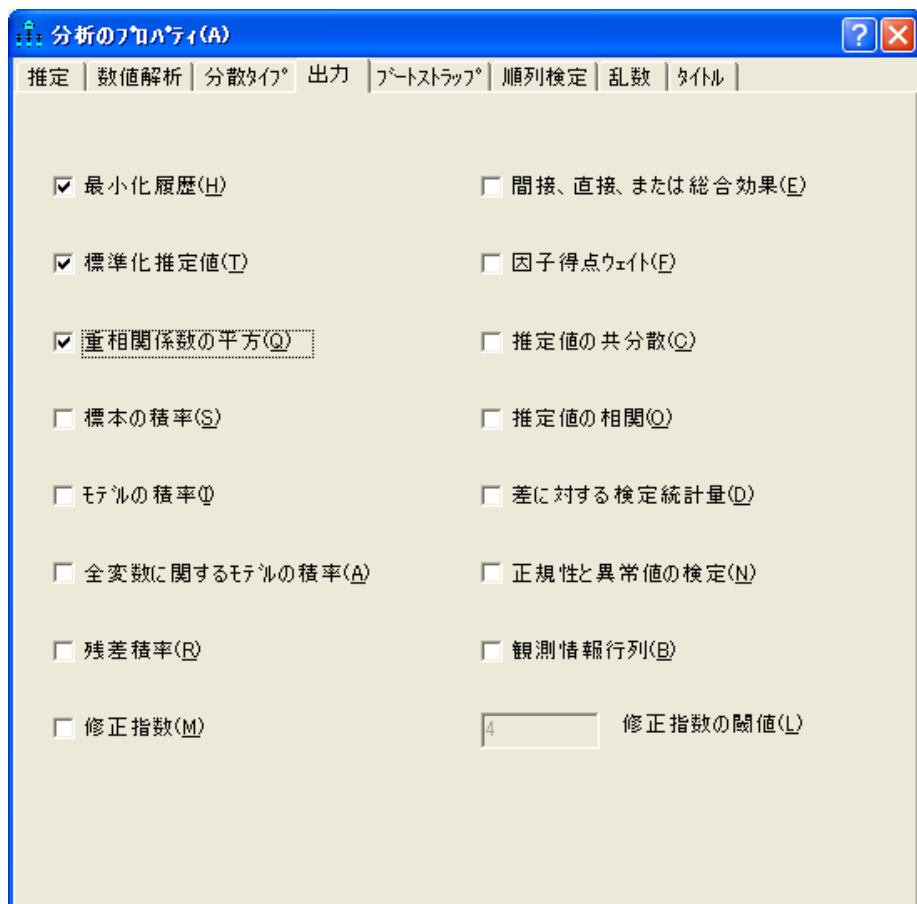 分析のﾌﾟﾛﾊﾟﾃｨ(A)
推定 数値解析 分散ﾀｲﾌﾟ 出力 ﾌﾞｰﾄｽﾄﾗｯﾌﾟ 順列検定 乱数 ﾀｲﾄﾙ
最小化履歴(H)
間接、直接、または総合効果(E)
標準化推定値(T)
因子得点ｳｪｲﾄ(F)
重相関係数の平方(Q)
推定値の共分散(C)
標本の積率(S)
推定値の相関(O)
ﾓﾃﾞﾙの積率(I)
差に対する検定統計量(D)
全変数に関するﾓﾃﾞﾙの積率(A)
正規性と異常値の検定(N)
残差積率(R)
観測情報行列(B)
修正指数(M)
4 修正指数の閾値(L)